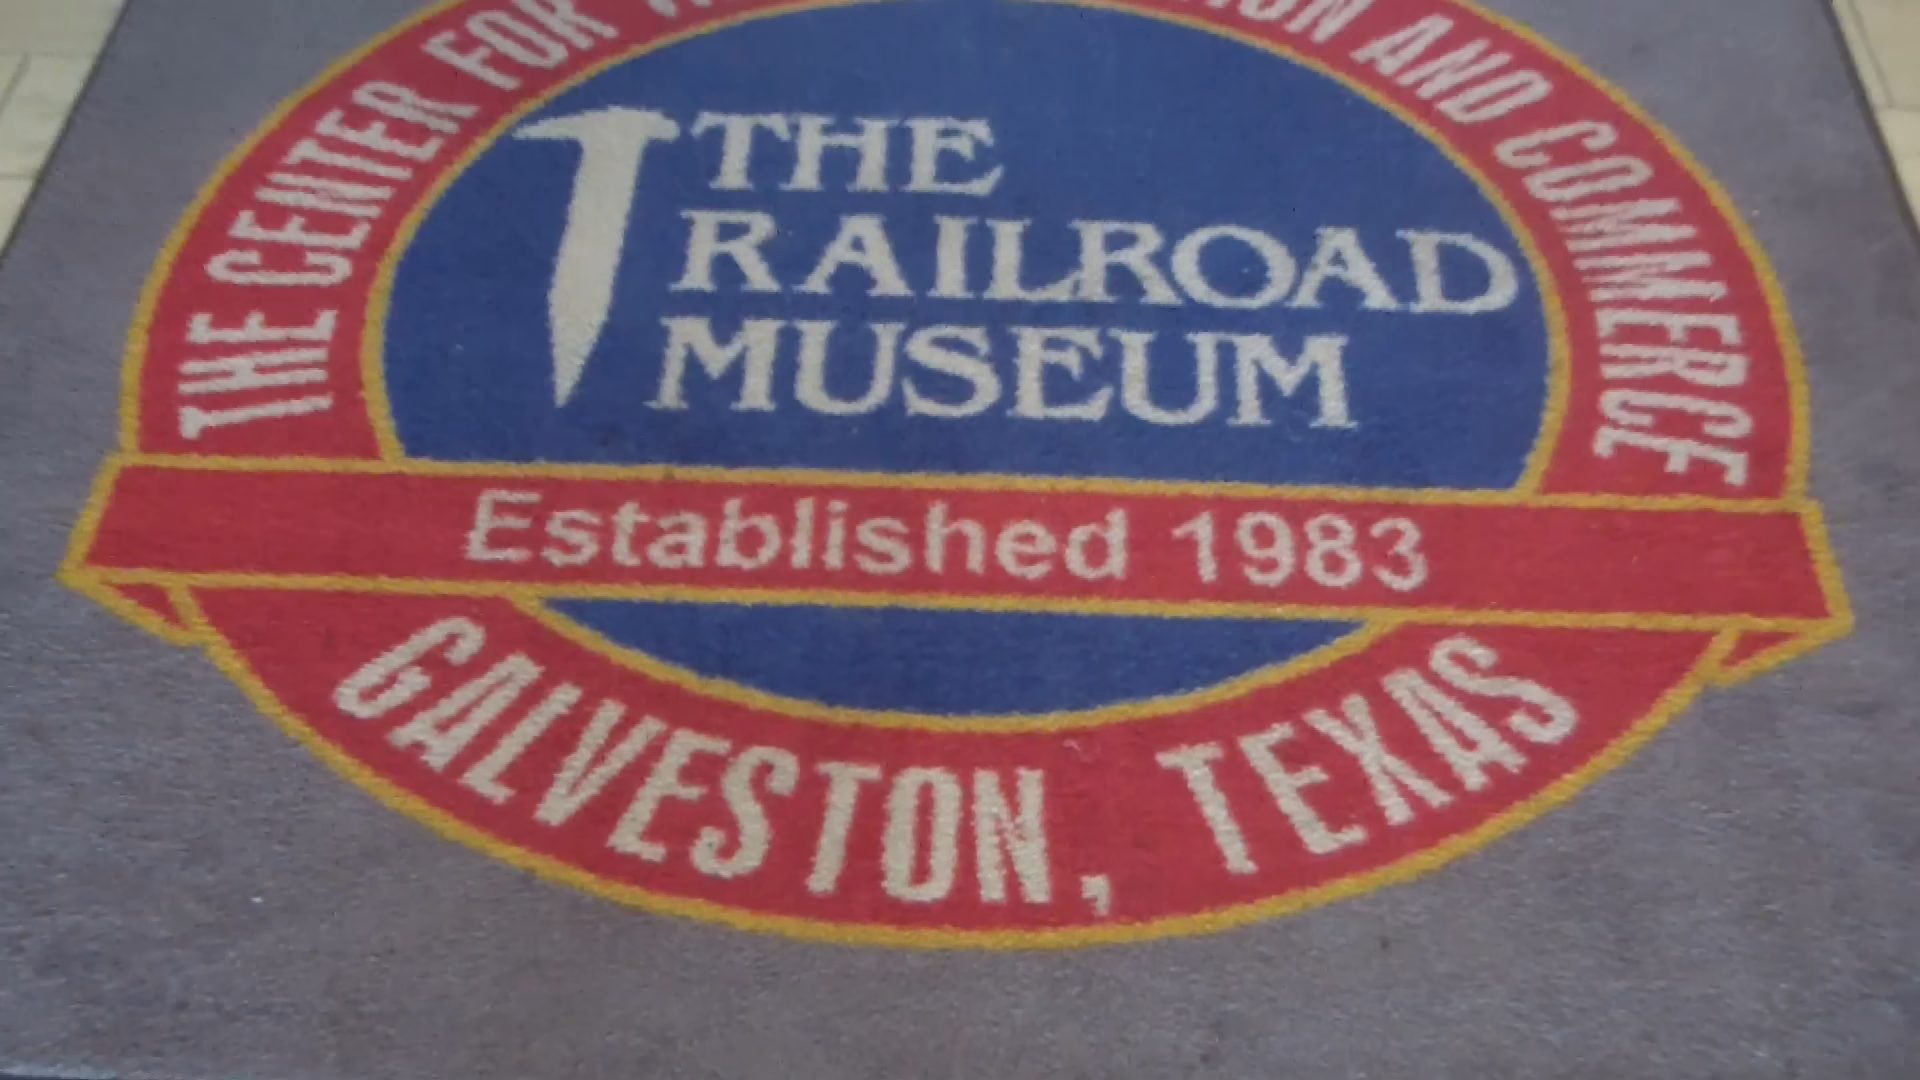 THE CENTER FOR AND COMMERCE
THE
RAILROAD
MUSEUM
Established 1983
GALVESTON, TEXAS